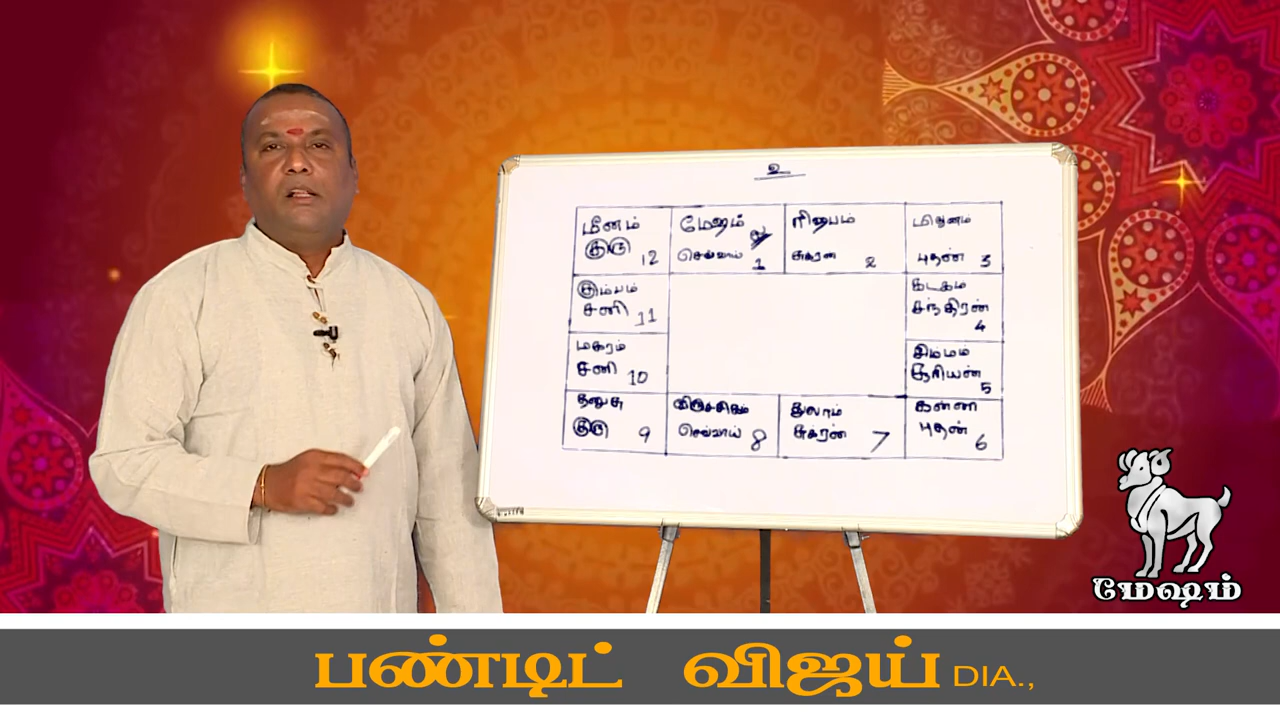 உ
மீனம்
குரு 12
மேஷம் ல
செவ்வாய் 1
ரிஷபம்
சுக்ரன 2
மிதுனம்
புதன் 3
கும்பம்
சனி 11
கடகம்
சந்திரன் 4
மகரம்
சனி 10
சிம்மம்
சூரியன் 5
தனுசு
குரு 9
விருச்சிகம்
செவ்வாய் 8
துலாம்
சுக்ரன் 7
கன்னி
புதன் 6
மேஷம்
பண்டிட் விஜய் DIA.,